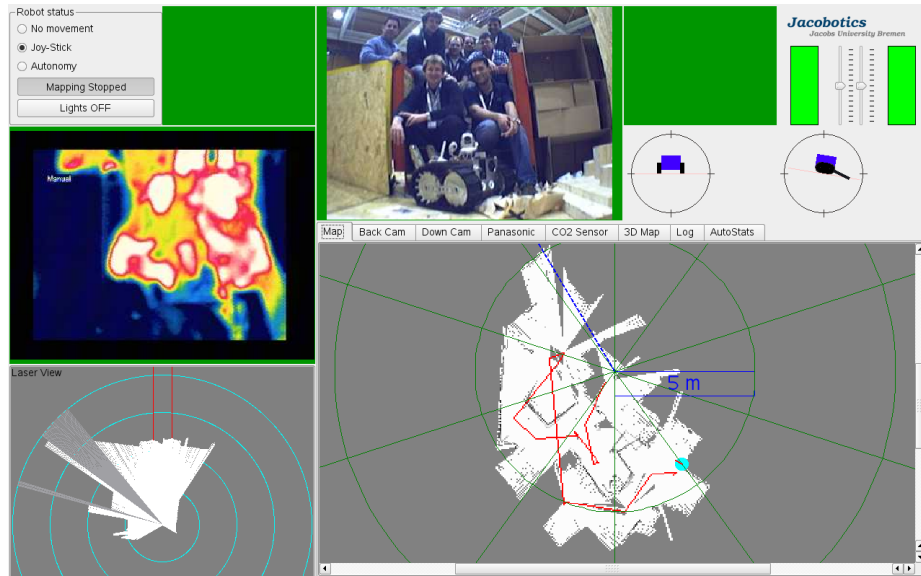 Robot status
No movement
Joy-Stick
Autonomy
Mapping Stopped
Lights OFF
Jacobotics
Jacobs University Bremen
Manual
Map
Back Cam
Down Cam
Panasonic
CO2 Sensor
3D Map
Log
AutoStats
5 m
Laser View